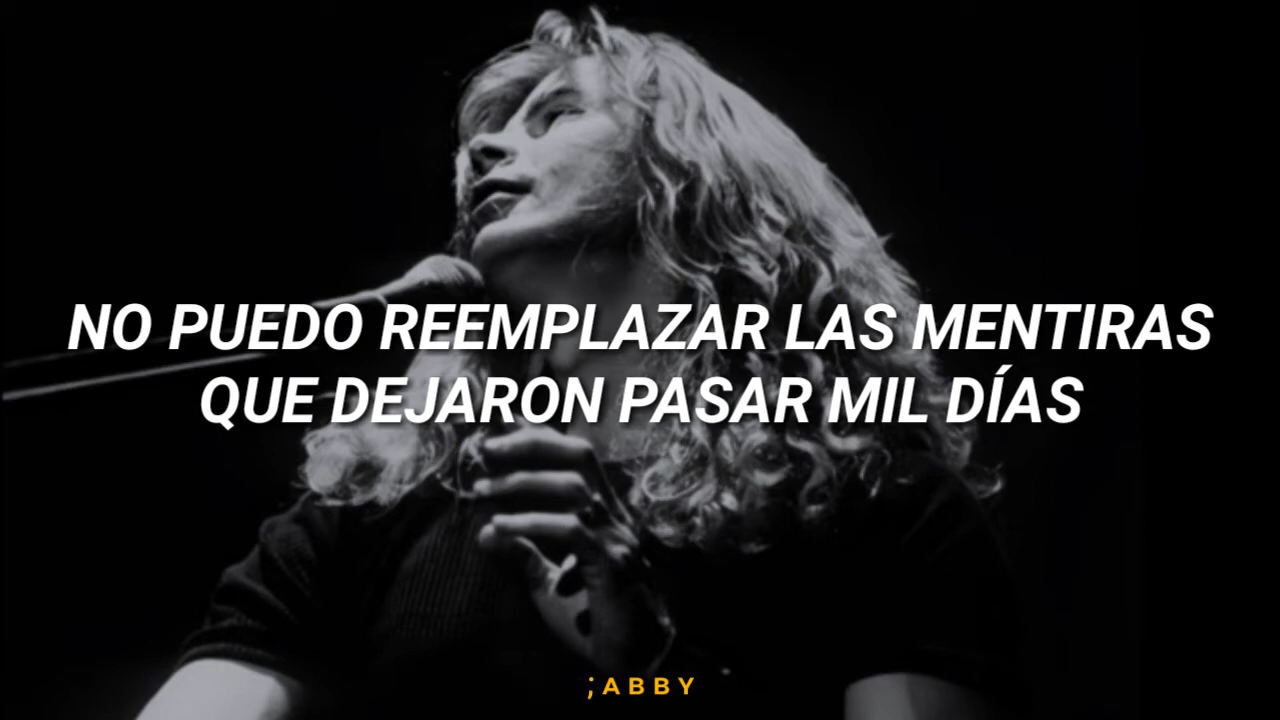 NO PUEDO REEMPLAZAR LAS MENTIRAS
QUE DEJARON PASAR MIL DÍAS
;ABBY